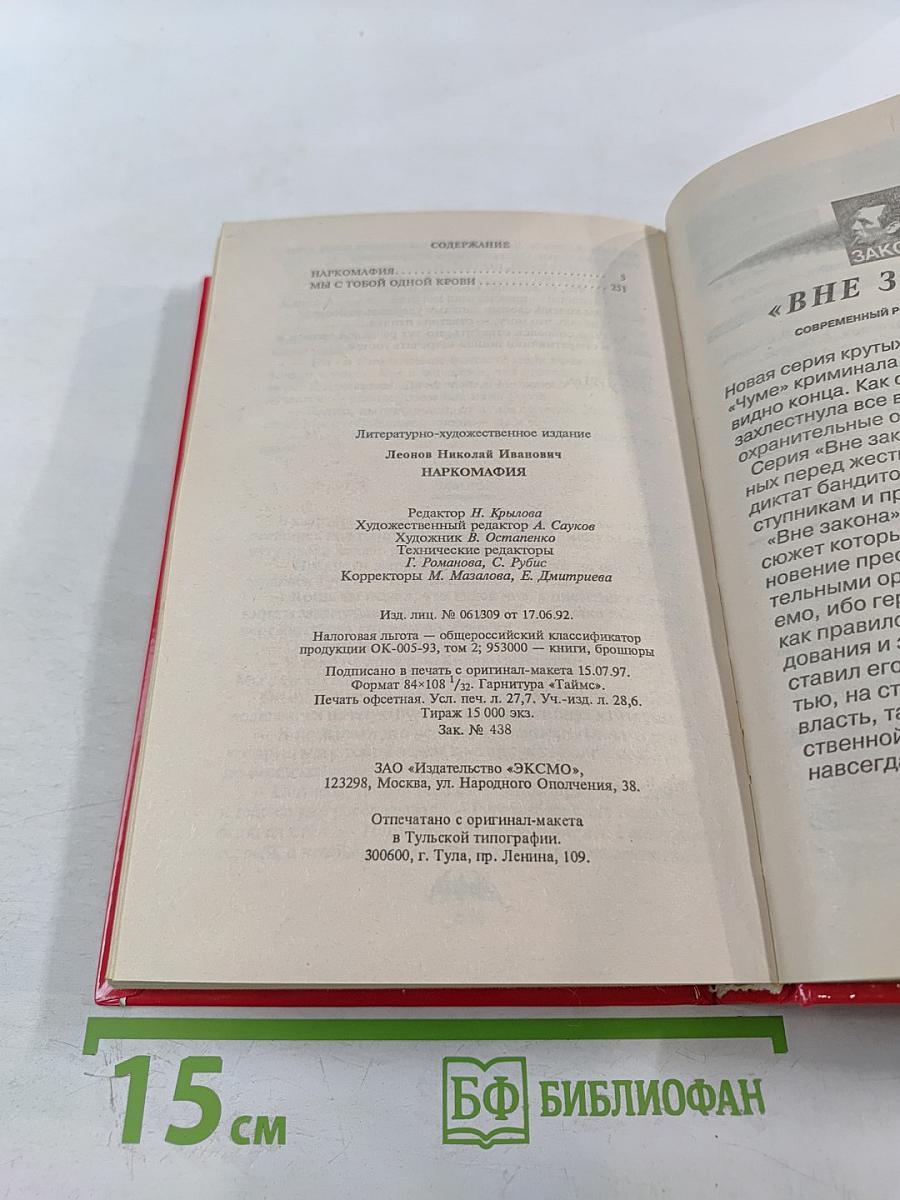 СОДЕРЖАНИЕ
НАРКОМАФИЯ. . . . . . . . . . . . . . . . . . . . . . . . . . . . . 5
МЫ С ТОБОЙ ОДНОЙ КРОВИ . . . . . . . . . . . . . . . . . . . 251
Литературно-художественное издание
Леонов Николай Иванович
НАРКОМАФИЯ
Редактор Н. Крылова
Художественный редактор А. Сауков
Художник В. Остапенко
Технические редакторы
Г. Романова, С. Рубис
Корректоры М. Мазалова, Е. Дмитриева
Изд. лиц. № 061309 от 17.06.92.
Налоговая льгота — общероссийский классификатор
продукции ОК-005-93, том 2; 953000 — книги, брошюры
Подписано в печать с оригинал-макета 15.07.97.
Формат 84×108 1/32. Гарнитура «Таймс».
Печать офсетная. Усл. печ. л. 27,7. Уч.-изд. л. 28,6.
Тираж 15 000 экз.
Зак. № 438
ЗАО «Издательство «ЭКСМО»,
123298, Москва, ул. Народного Ополчения, 38.
Отпечатано с оригинал-макета
в Тульской типографии.
300600, г. Тула, пр. Ленина, 109.
ЗАКО
«ВНЕ З
СОВРЕМЕННЫЙ Р
Новая серия крутых
«Чуме» криминала
видно конца. Как с
захлестнула все в
охранительные о
Серия «Вне зак
ных перед жест
диктат бандито
ступникам и пр
«Вне закона»
сюжет которы
новение прес
тельными ор
емо, ибо гер
как правило
дования и з
ставил его
тью, на ст
власть, та
ственной
навсегда
15 см
БФ БИБЛИОФАН